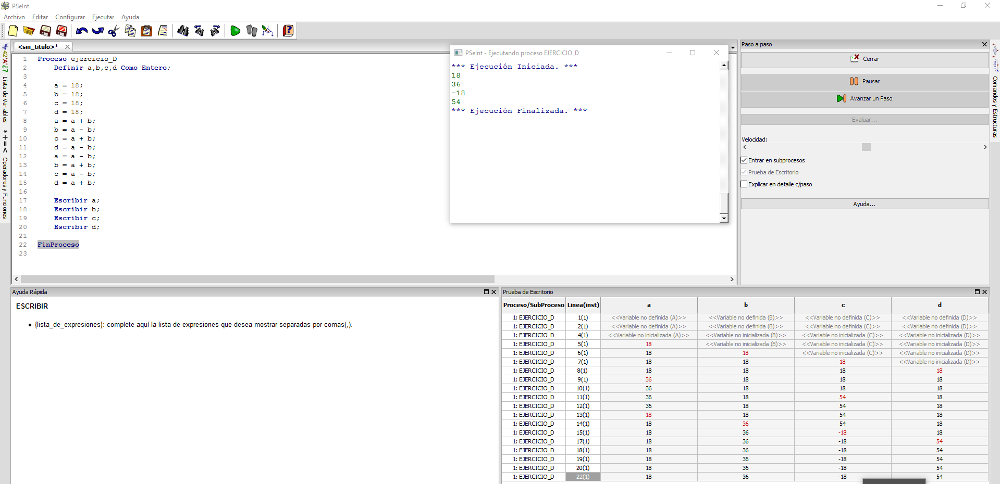 PSeInt
Archivo Editar Configurar Ejecutar Ayuda
<sin_titulo>*
1 Proceso ejercicio_D
2 Definir a,b,c,d Como Entero;
3
4 a = 18;
5 b = 18;
6 c = 18;
7 d = 18;
8 a = a + b;
9 b = a - b;
10 c = a + b;
11 d = a - b;
12 a = a - b;
13 b = a + b;
14 c = a - b;
15 d = a + b;
16
17 Escribir a;
18 Escribir b;
19 Escribir c;
20 Escribir d;
21
22 FinProceso
23
Lista de Variables
Operadores y Funciones
PSeInt - Ejecutando proceso EJERCICIO_D
*** Ejecución Iniciada. ***
18
36
-18
54
*** Ejecución Finalizada. ***
Paso a paso
Cerrar
Pausar
Avanzar un Paso
Evaluar...
Velocidad:
Entrar en subprocesos
Prueba de Escritorio
Explicar en detalle c/paso
Ayuda...
Comandos y Estructuras
Ayuda Rápida
ESCRIBIR
• {lista_de_expresiones}: complete aquí la lista de expresiones que desea mostrar separadas por comas(,).
Prueba de Escritorio
Proceso/SubProceso Linea(inst) a b c d
1: EJERCICIO_D 1(1) <<Variable no definida (A)>> <<Variable no definida (B)>> <<Variable no definida (C)>> <<Variable no definida (D)>>
1: EJERCICIO_D 2(1) <<Variable no definida (A)>> <<Variable no definida (B)>> <<Variable no definida (C)>> <<Variable no definida (D)>>
1: EJERCICIO_D 4(1) <<Variable no inicializada (A)>> <<Variable no inicializada (B)>> <<Variable no inicializada (C)>> <<Variable no inicializada (D)>>
1: EJERCICIO_D 5(1) 18 <<Variable no inicializada (B)>> <<Variable no inicializada (C)>> <<Variable no inicializada (D)>>
1: EJERCICIO_D 6(1) 18 18 <<Variable no inicializada (C)>> <<Variable no inicializada (D)>>
1: EJERCICIO_D 7(1) 18 18 18 <<Variable no inicializada (D)>>
1: EJERCICIO_D 8(1) 18 18 18 18
1: EJERCICIO_D 9(1) 36 18 18 18
1: EJERCICIO_D 10(1) 36 18 18 18
1: EJERCICIO_D 11(1) 36 18 54 18
1: EJERCICIO_D 12(1) 36 18 54 18
1: EJERCICIO_D 13(1) 18 18 54 18
1: EJERCICIO_D 14(1) 18 36 54 18
1: EJERCICIO_D 15(1) 18 36 -18 18
1: EJERCICIO_D 17(1) 18 36 -18 54
1: EJERCICIO_D 18(1) 18 36 -18 54
1: EJERCICIO_D 19(1) 18 36 -18 54
1: EJERCICIO_D 20(1) 18 36 -18 54
1: EJERCICIO_D 22(1) 18 36 -18 54